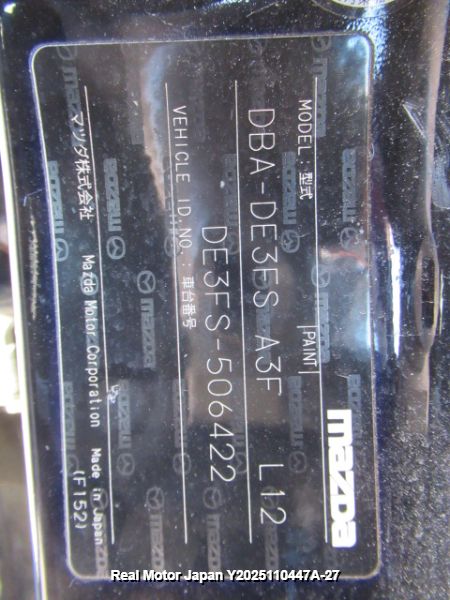 mazda
MODEL : 型式
PAINT
DBA-DE3FS A3F L12
VEHICLE ID NO. : 車台番号
DE3FS-506422
マツダ株式会社 Mazda Motor Corporation Made in Japan
(F152)
Real Motor Japan Y2025110447A-27